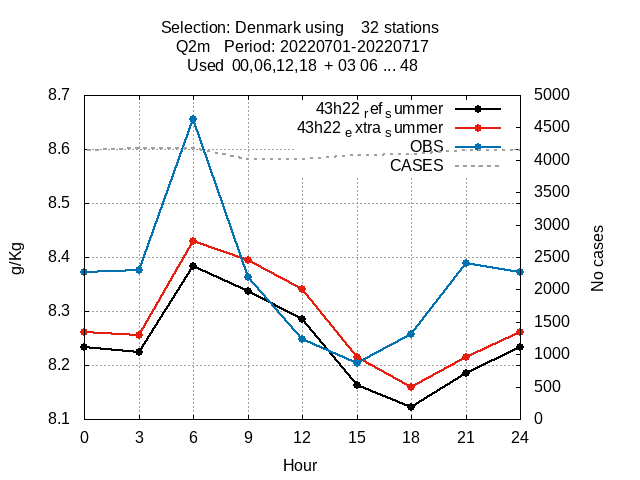 Selection: Denmark using    32 stations
Q2m   Period: 20220701-20220717
Used  00,06,12,18  + 03 06 ... 48
43h22 ref summer
43h22 extra summer
OBS
CASES
8.7
8.6
8.5
8.4
8.3
8.2
8.1
5000
4500
4000
3500
3000
2500
2000
1500
1000
500
0
g/Kg
No cases
0 3 6 9 12 15 18 21 24
Hour